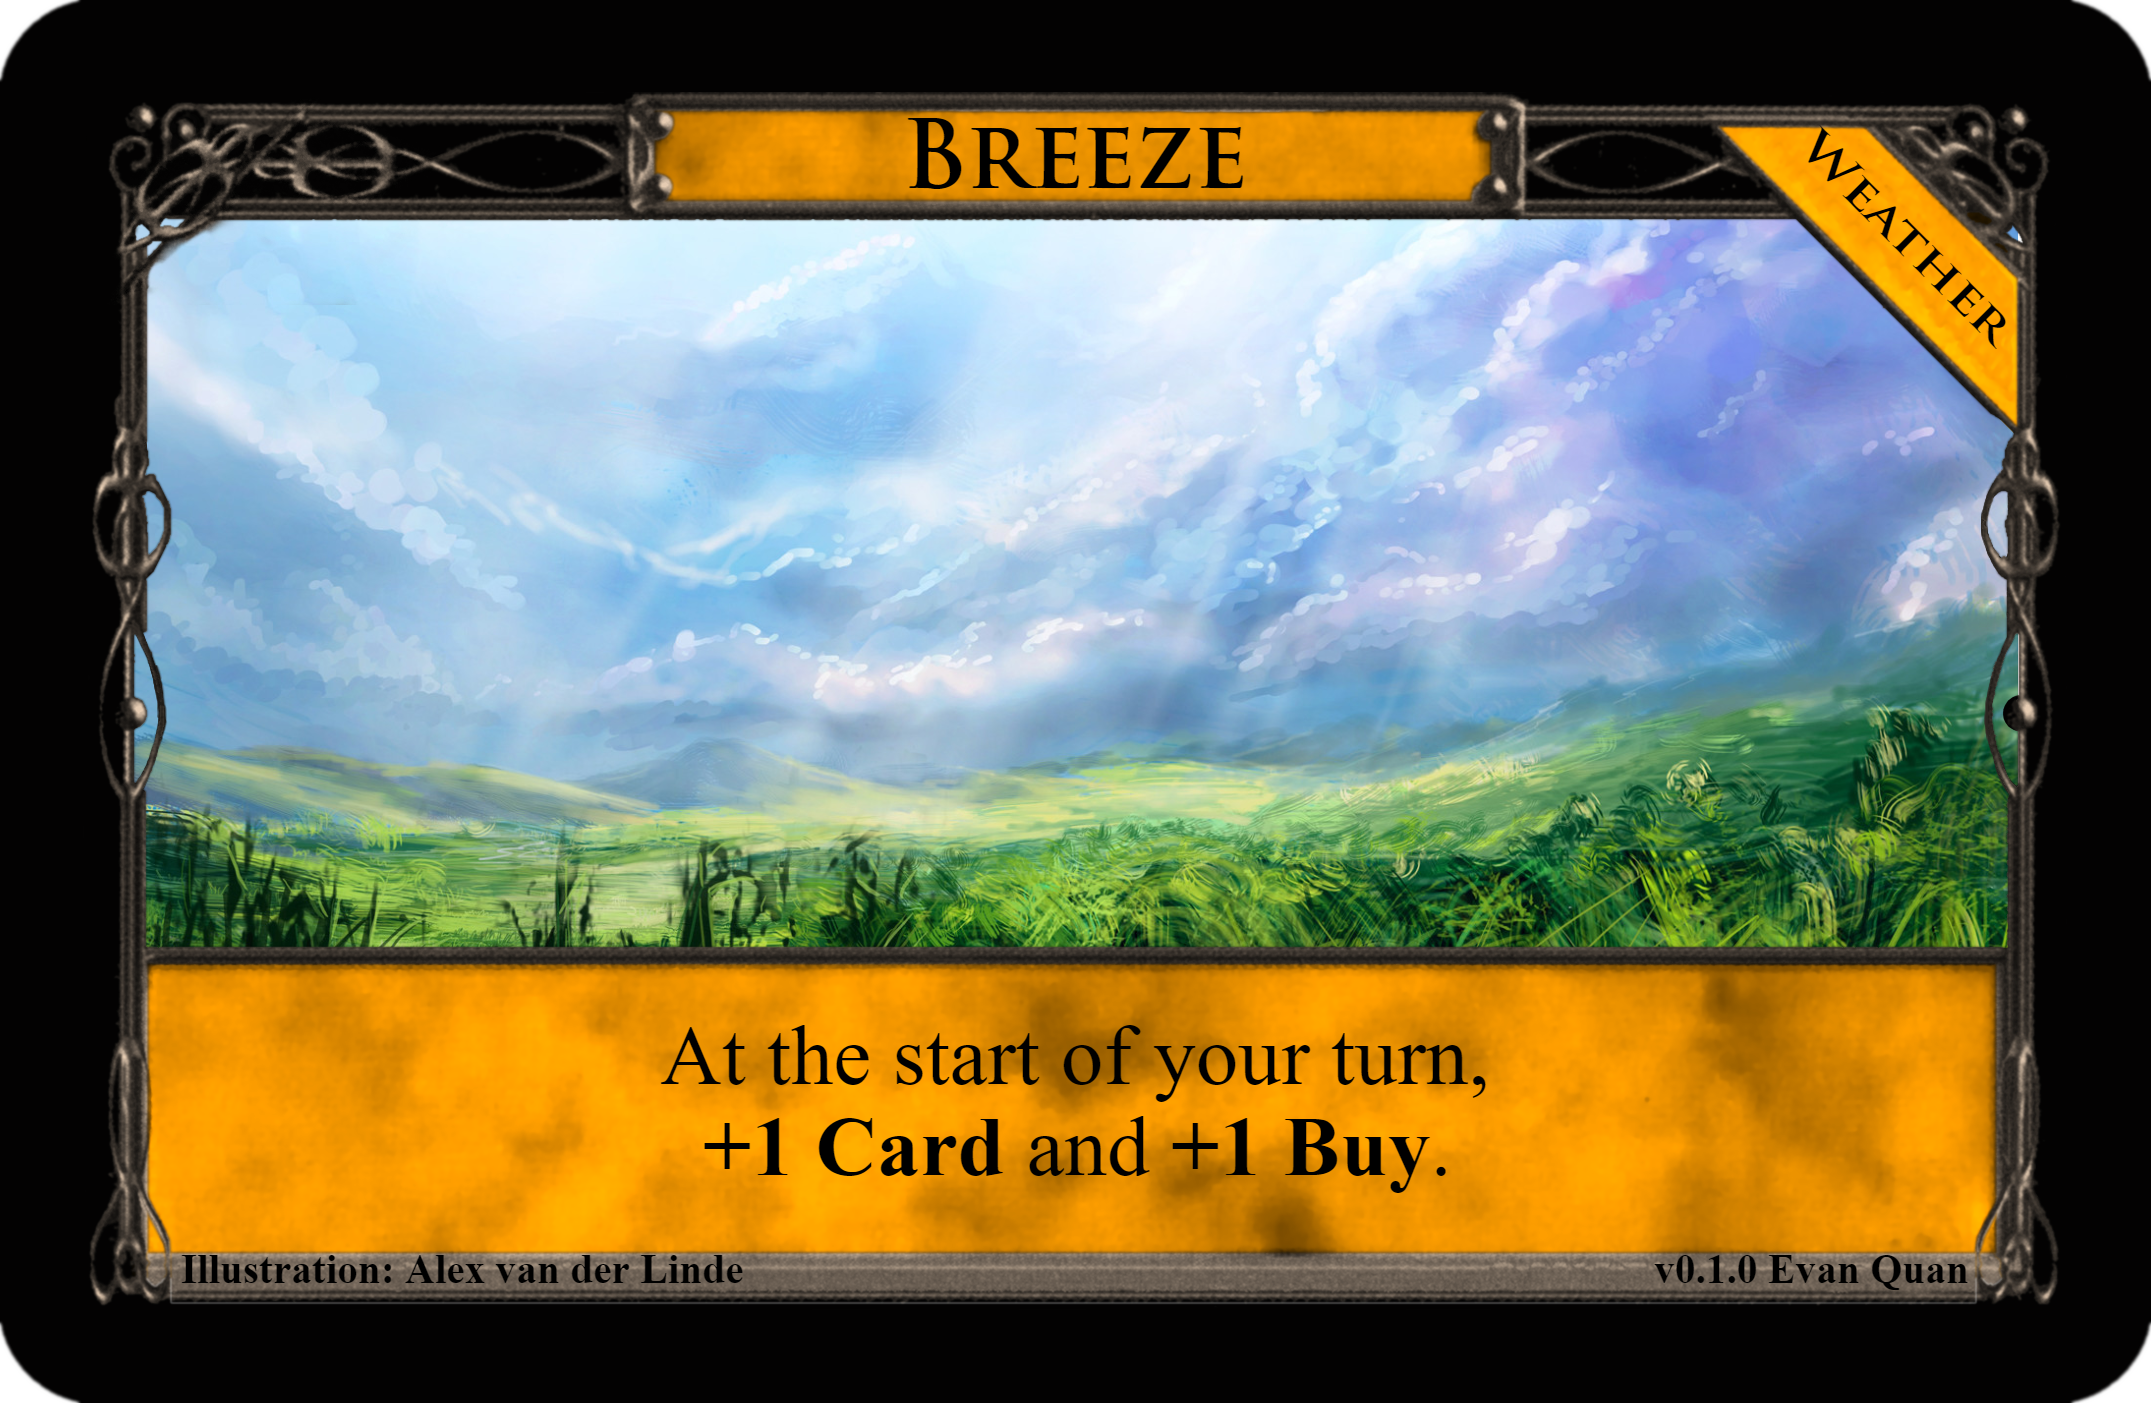 Breeze
Weather
At the start of your turn,
+1 Card and +1 Buy.
Illustration: Alex van der Linde
v0.1.0 Evan Quan